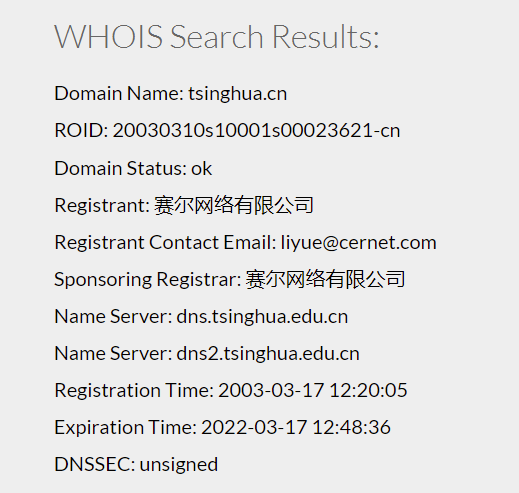 WHOIS Search Results:
Domain Name: tsinghua.cn
ROID: 20030310s10001s00023621-cn
Domain Status: ok
Registrant: 赛尔网络有限公司
Registrant Contact Email: liyue@cernet.com
Sponsoring Registrar: 赛尔网络有限公司
Name Server: dns.tsinghua.edu.cn
Name Server: dns2.tsinghua.edu.cn
Registration Time: 2003-03-17 12:20:05
Expiration Time: 2022-03-17 12:48:36
DNSSEC: unsigned